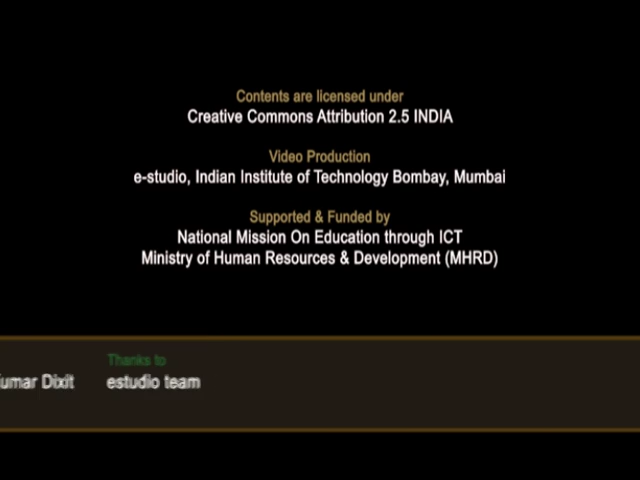 Contents are licensed under
Creative Commons Attribution 2.5 INDIA
Video Production
e-studio, Indian Institute of Technology Bombay, Mumbai
Supported & Funded by
National Mission On Education through ICT
Ministry of Human Resources & Development (MHRD)
Thanks to
Dixit estudio team